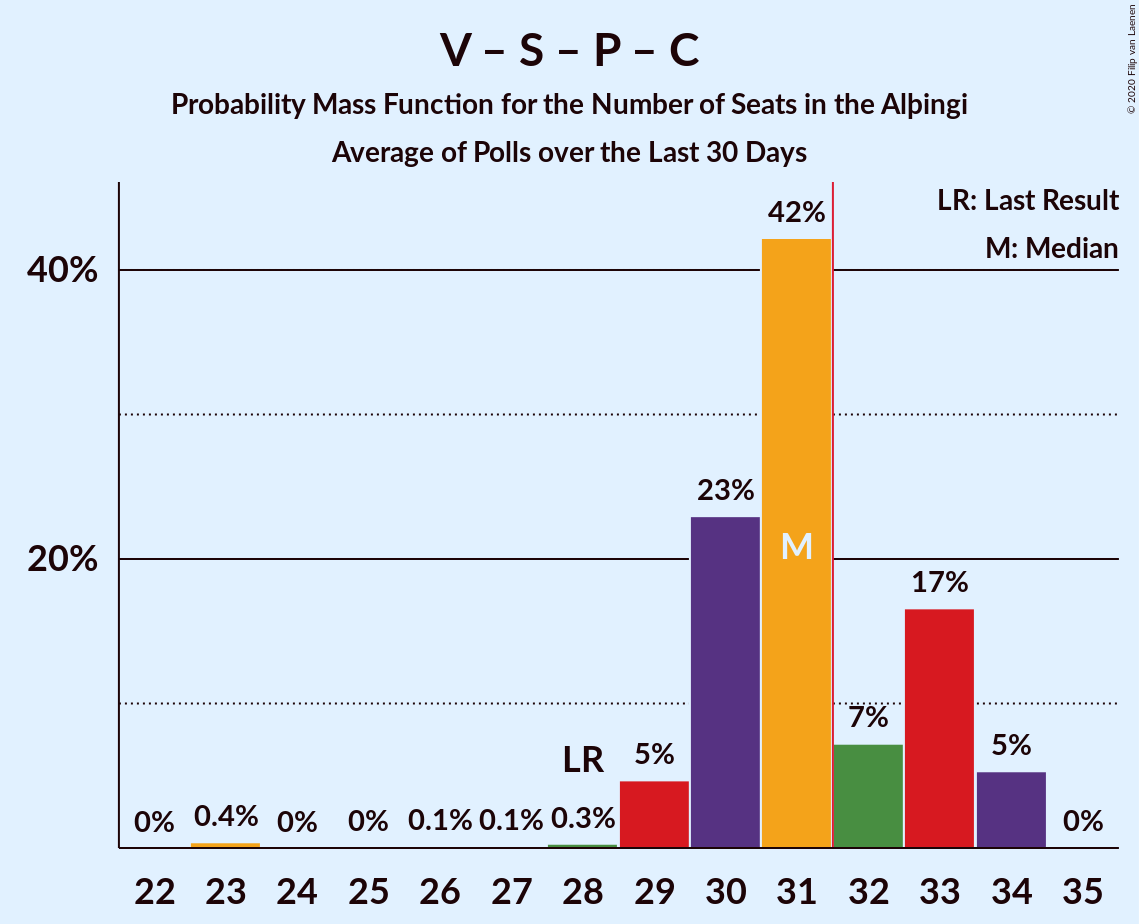 V – S – P – C
Probability Mass Function for the Number of Seats in the Alþingi
Average of Polls over the Last 30 Days
© 2020 Filip van Laenen
LR: Last Result
M: Median
40%
20%
0%
0.4%
0%
0%
0.1%
0.1%
LR
0.3%
5%
23%
42%
M
7%
17%
5%
0%
22 23 24 25 26 27 28 29 30 31 32 33 34 35